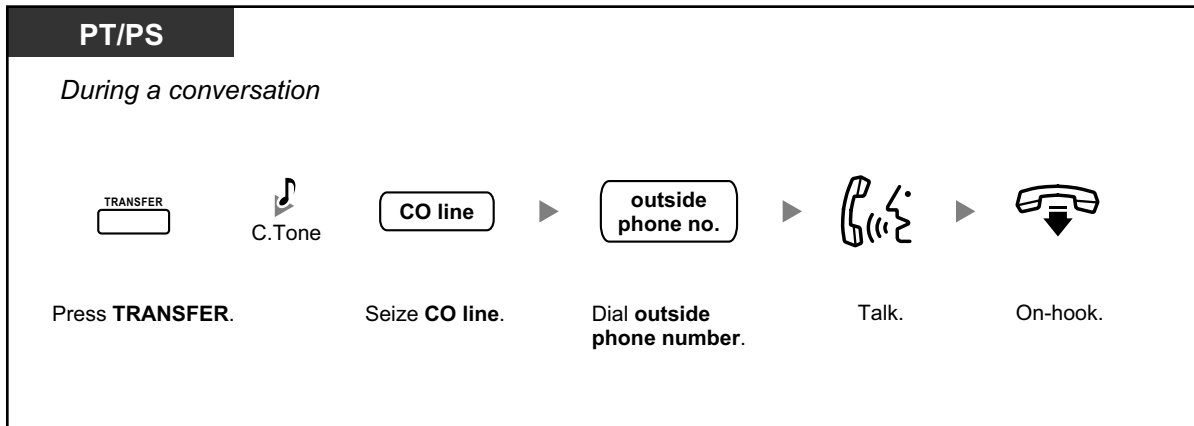 PT/PS
During a conversation
TRANSFER
C.Tone
CO line
outside
phone no.
Press TRANSFER.
Seize CO line.
Dial outside
phone number.
Talk.
On-hook.